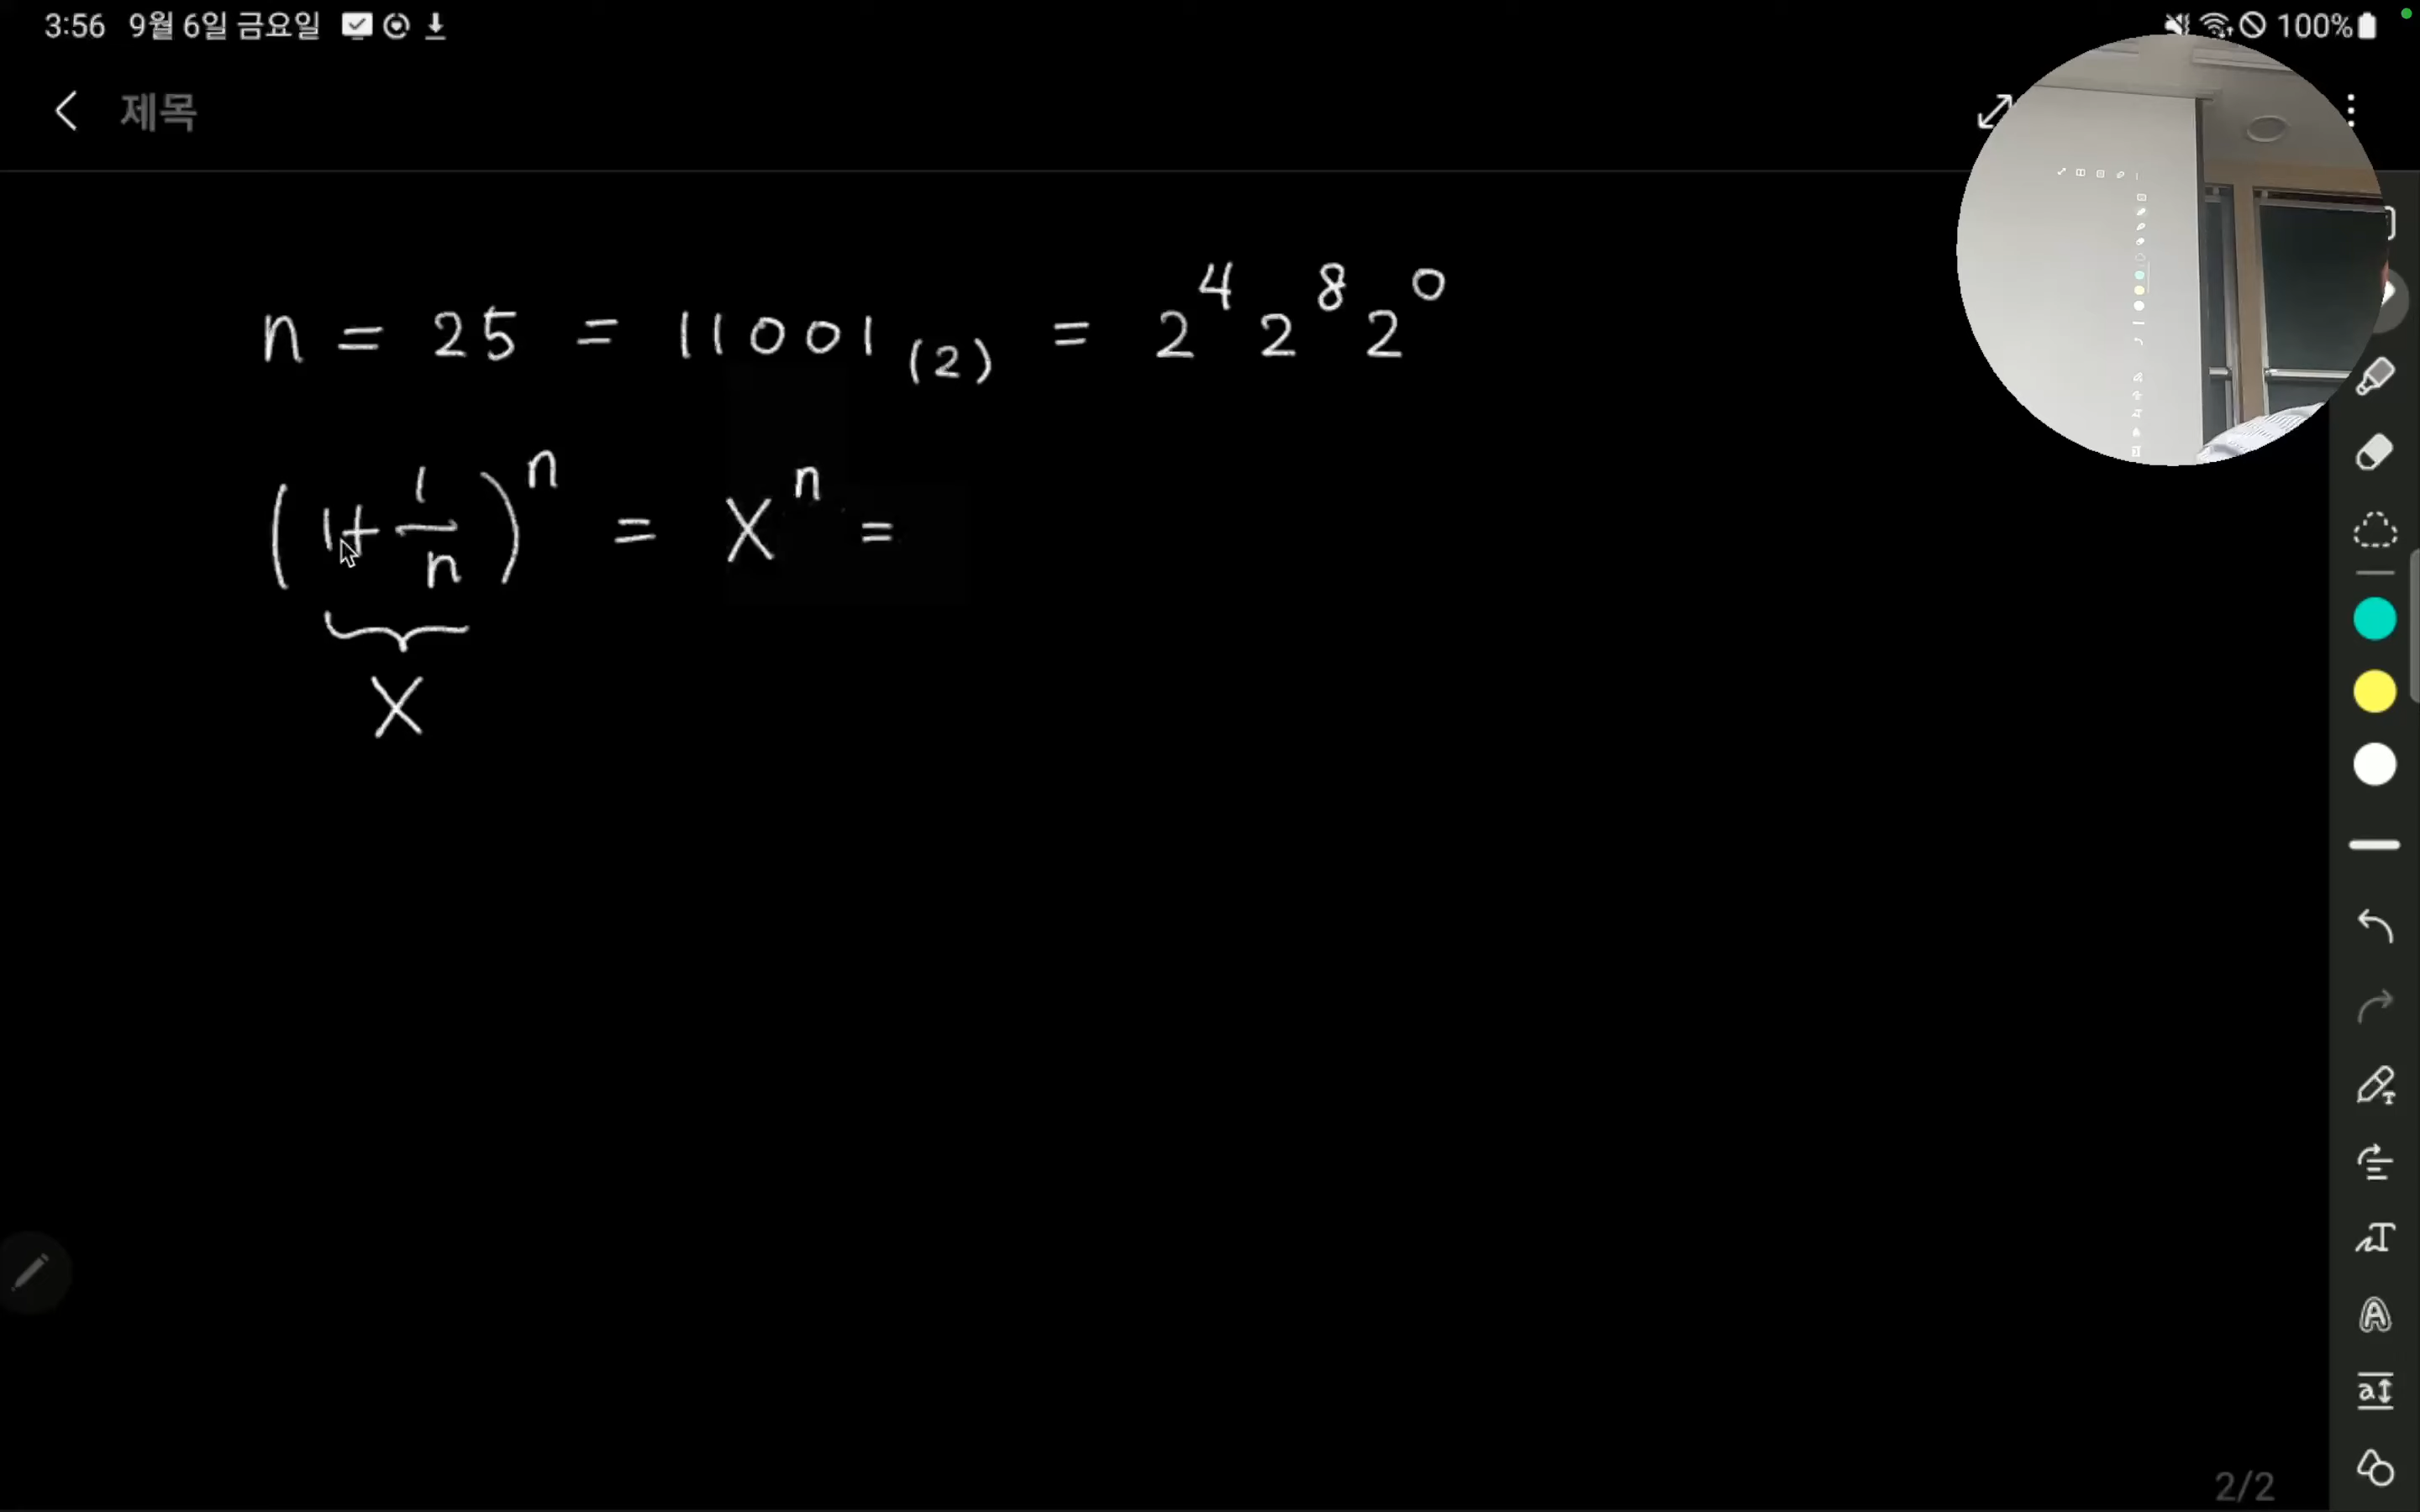 3:56 9월 6일 금요일 100%
제목
n = 25 = 11001 (2) = 2^4 2^8 2^0
(1+1/n)^n = X^n =
X
2/2